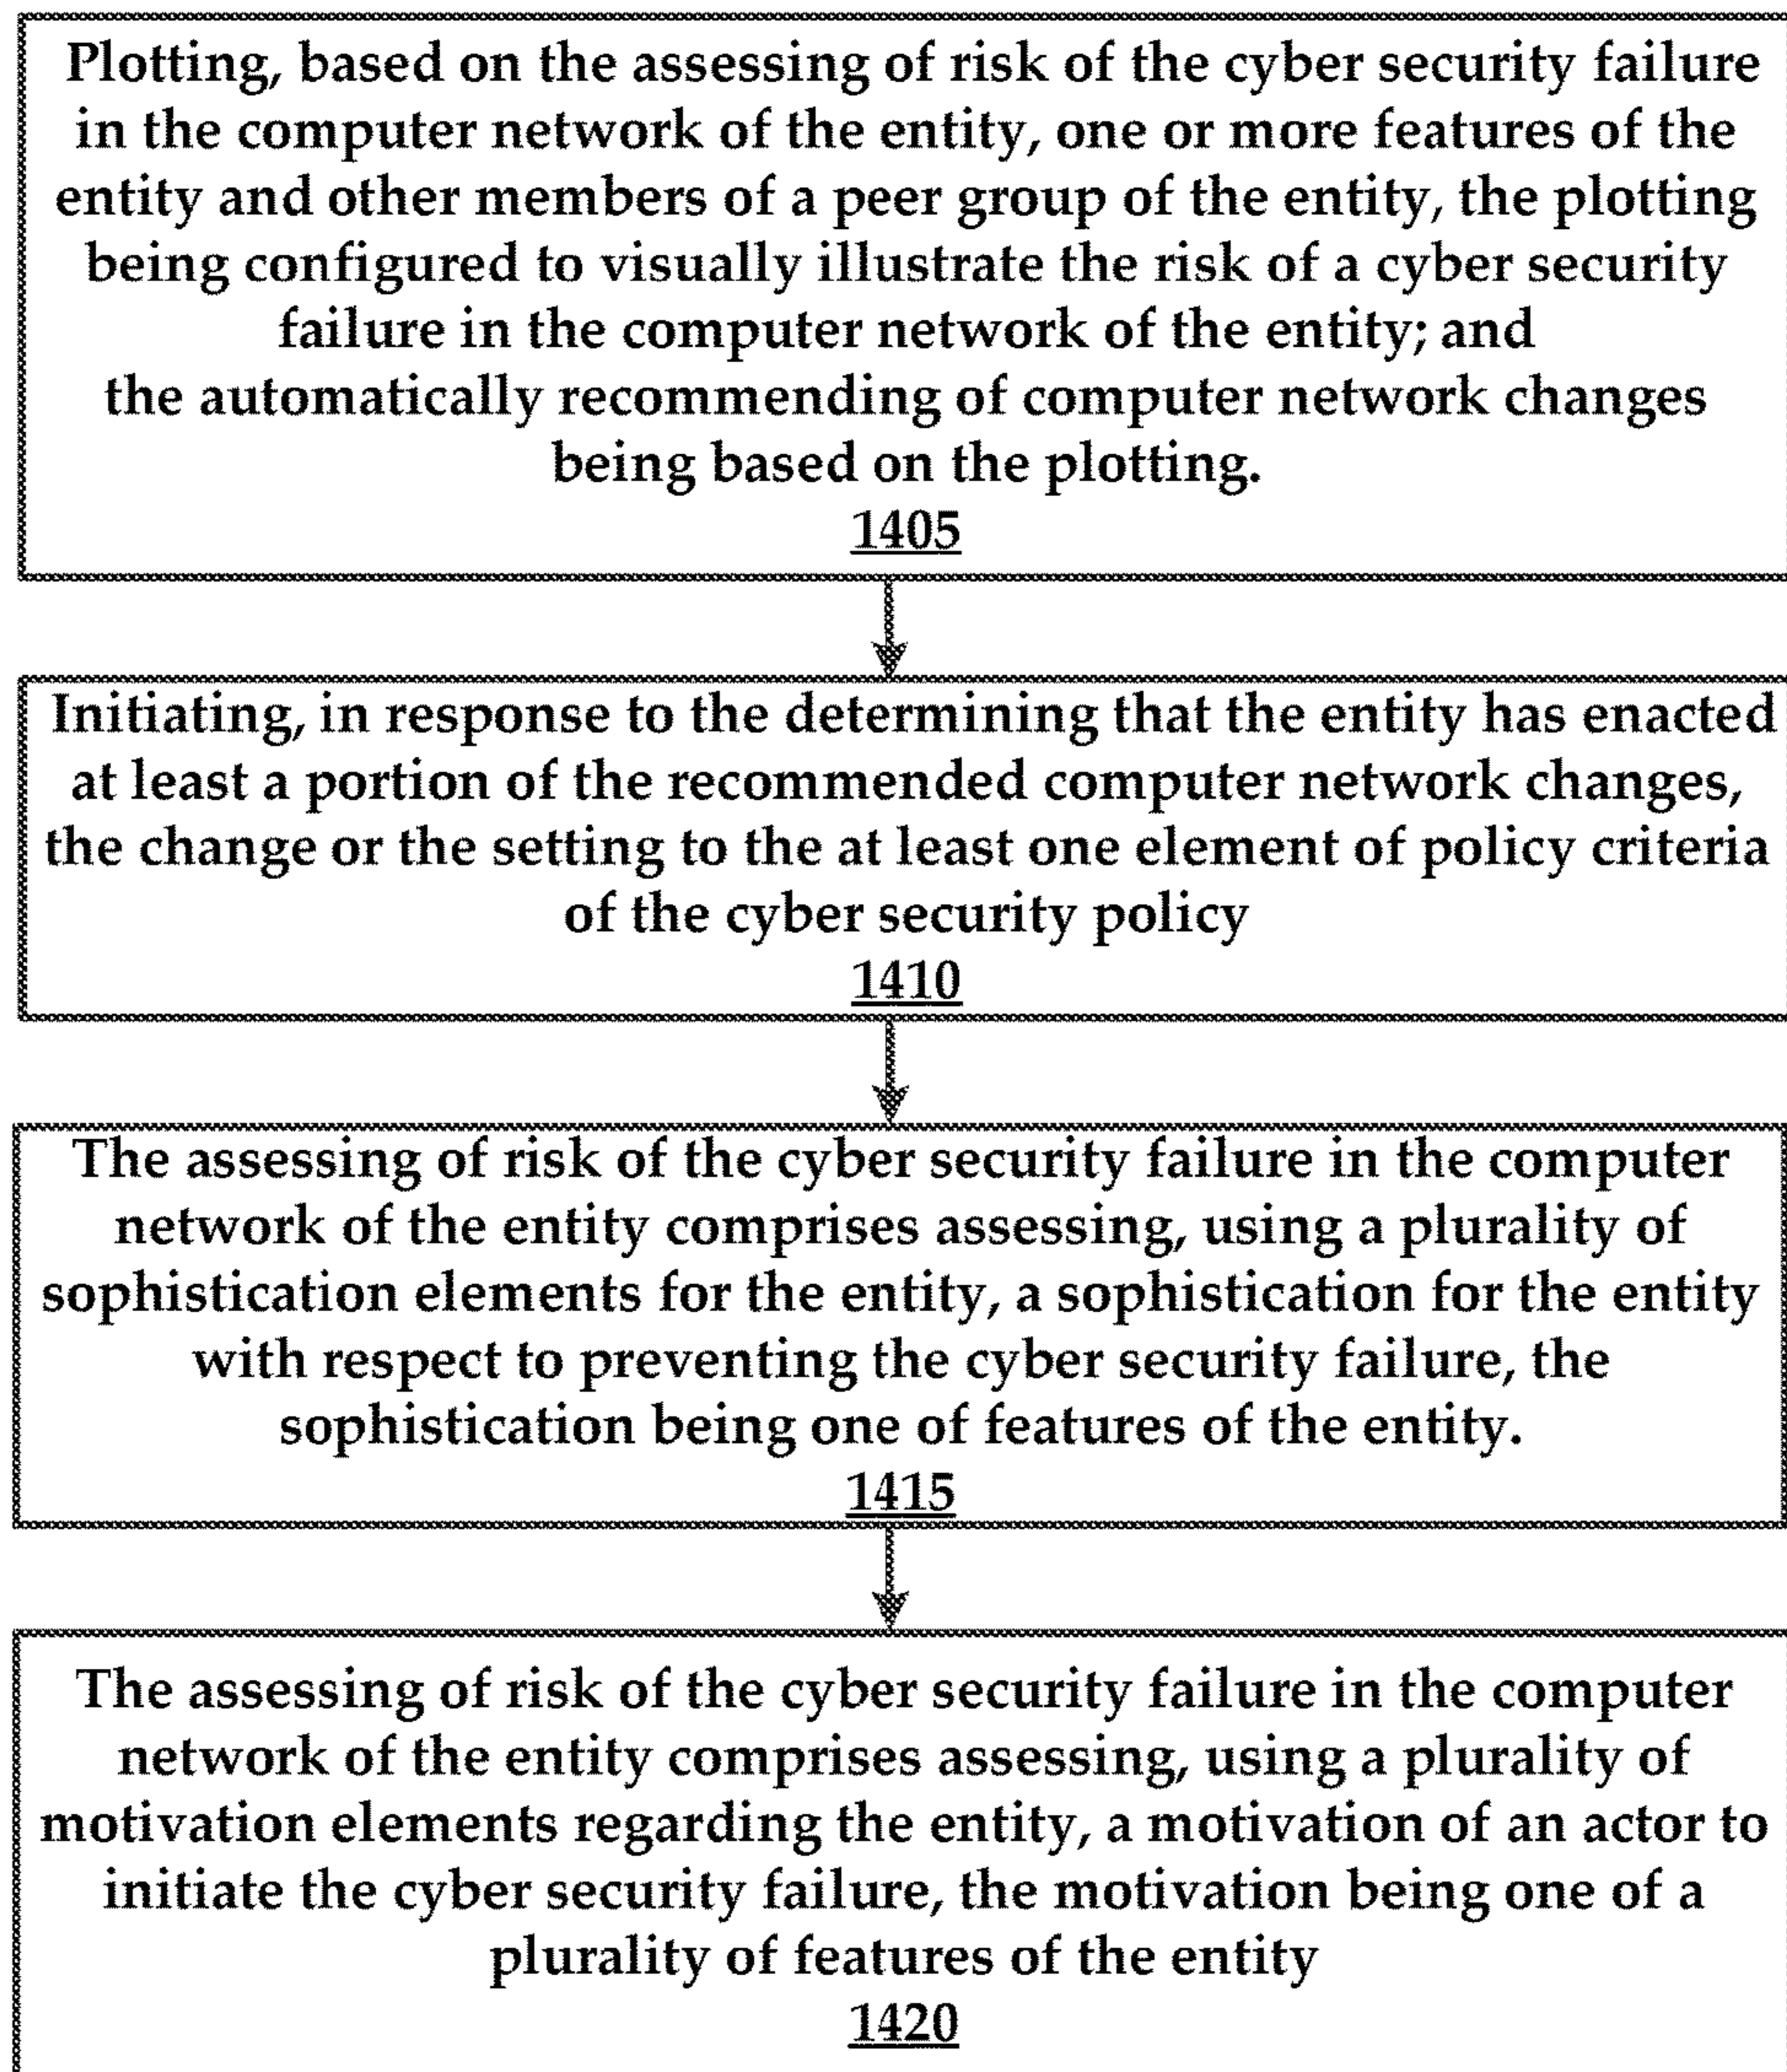 Plotting, based on the assessing of risk of the cyber security failure
in the computer network of the entity, one or more features of the
entity and other members of a peer group of the entity, the plotting
being configured to visually illustrate the risk of a cyber security
failure in the computer network of the entity; and
the automatically recommending of computer network changes
being based on the plotting.
1405
Initiating, in response to the determining that the entity has enacted
at least a portion of the recommended computer network changes,
the change or the setting to the at least one element of policy criteria
of the cyber security policy
1410
The assessing of risk of the cyber security failure in the computer
network of the entity comprises assessing, using a plurality of
sophistication elements for the entity, a sophistication for the entity
with respect to preventing the cyber security failure, the
sophistication being one of features of the entity.
1415
The assessing of risk of the cyber security failure in the computer
network of the entity comprises assessing, using a plurality of
motivation elements regarding the entity, a motivation of an actor to
initiate the cyber security failure, the motivation being one of a
plurality of features of the entity
1420